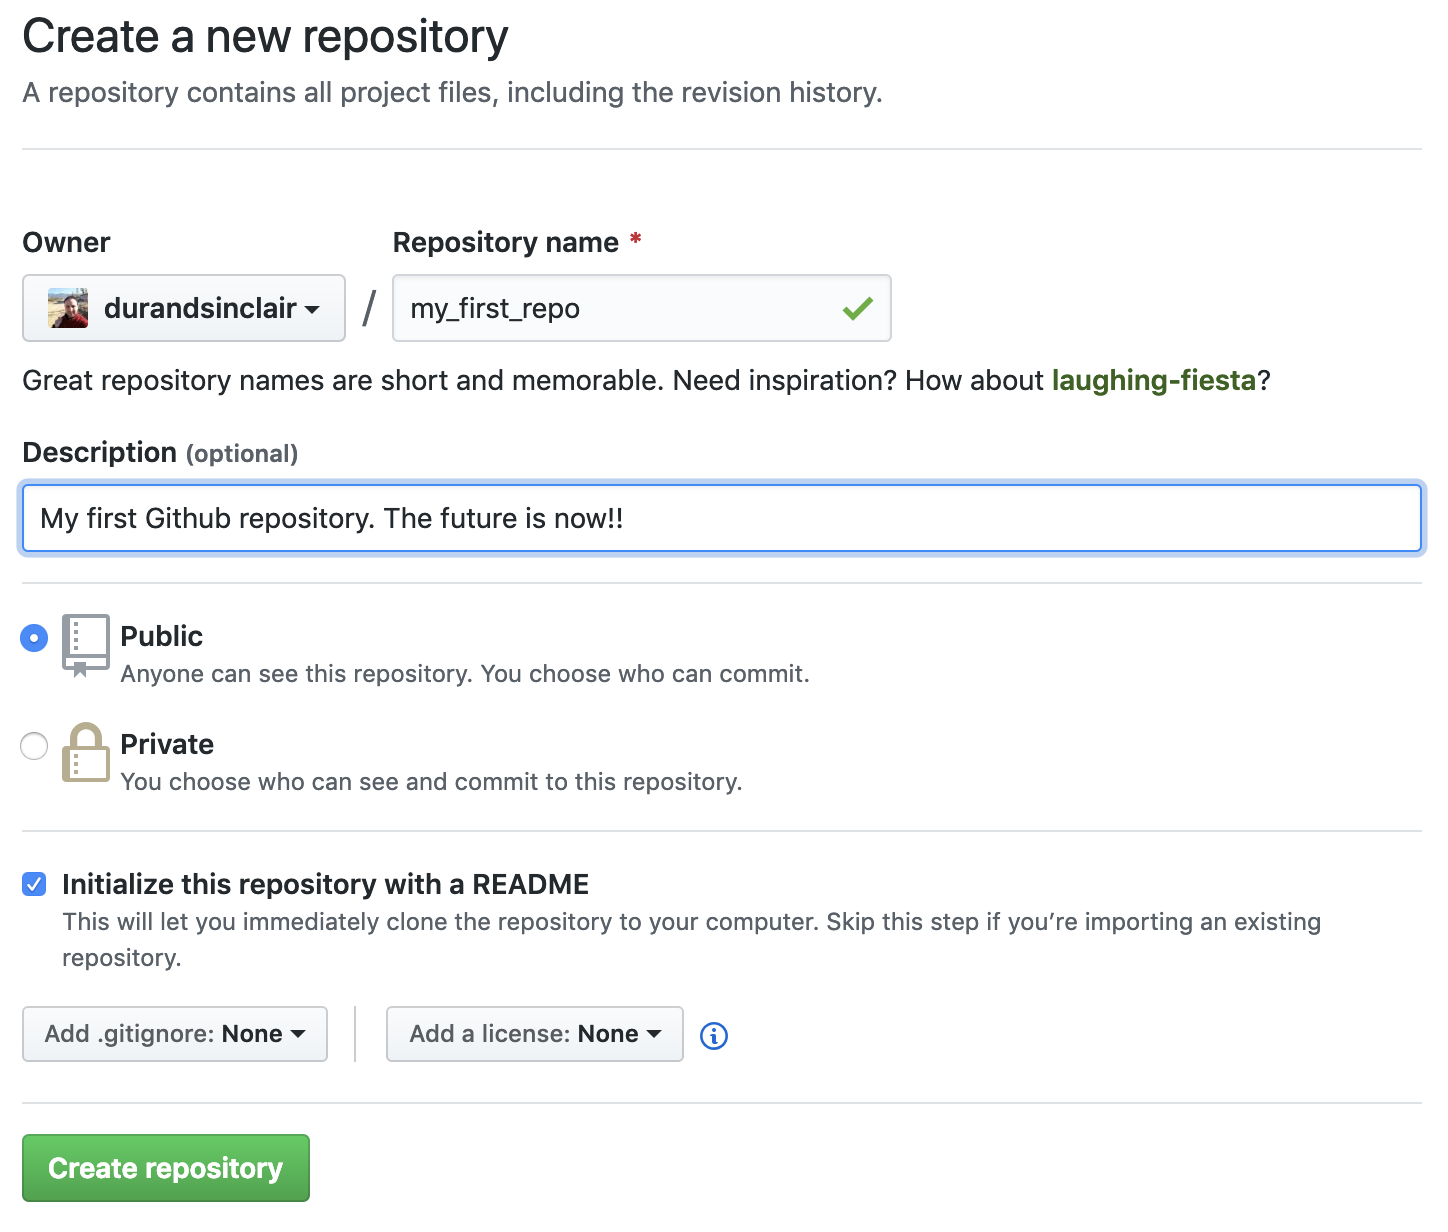 Create a new repository
A repository contains all project files, including the revision history.
Owner
Repository name *
durandsinclair / my_first_repo
Great repository names are short and memorable. Need inspiration? How about laughing-fiesta?
Description (optional)
My first Github repository. The future is now!!
Public
Anyone can see this repository. You choose who can commit.
Private
You choose who can see and commit to this repository.
Initialize this repository with a README
This will let you immediately clone the repository to your computer. Skip this step if you’re importing an existing
repository.
Add .gitignore: None
Add a license: None
Create repository